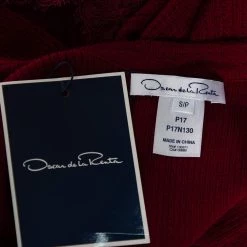 Oscar de la Renta
Oscar de la Renta
S/P
P17
P17N130
MADE IN CHINA